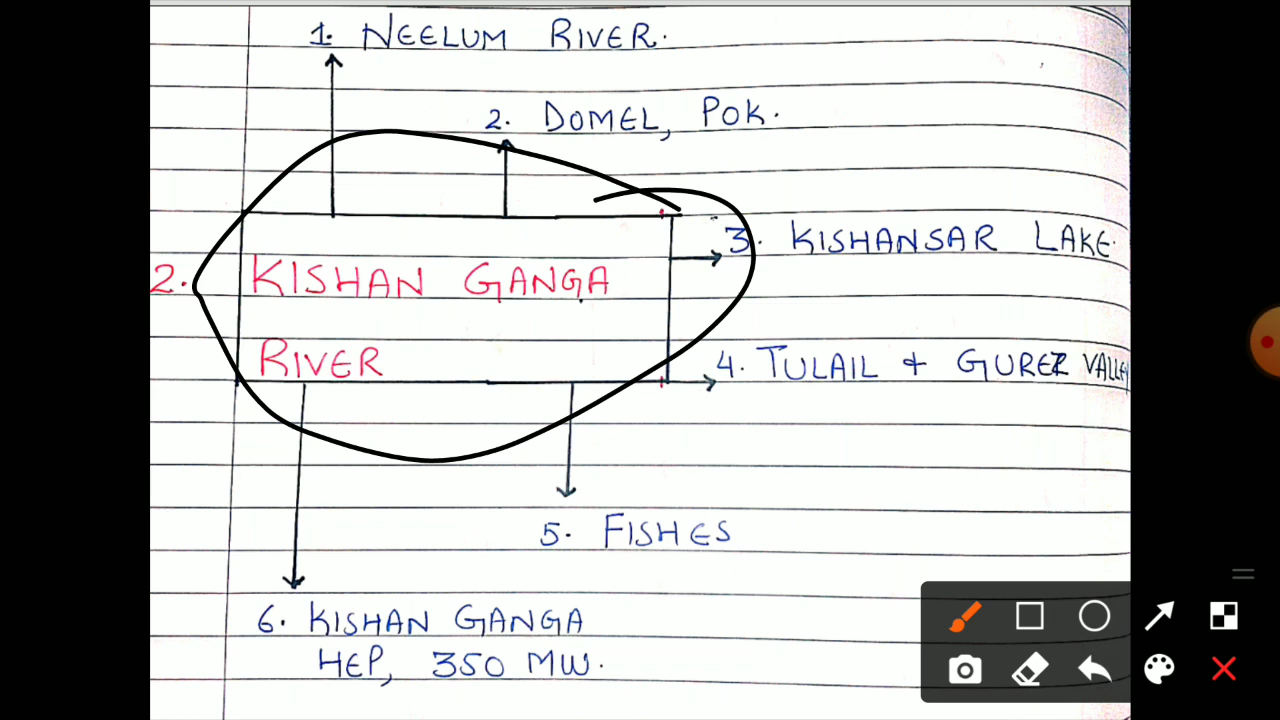 1. NEELUM RIVER.
2. DOMEL, POK.
3. KISHANSAR LAKE.
2. KISHAN GANGA
RIVER
4. TULAIL & GUREZ VALLEY
5. FISHES
6. KISHAN GANGA
HEP, 350 MW.